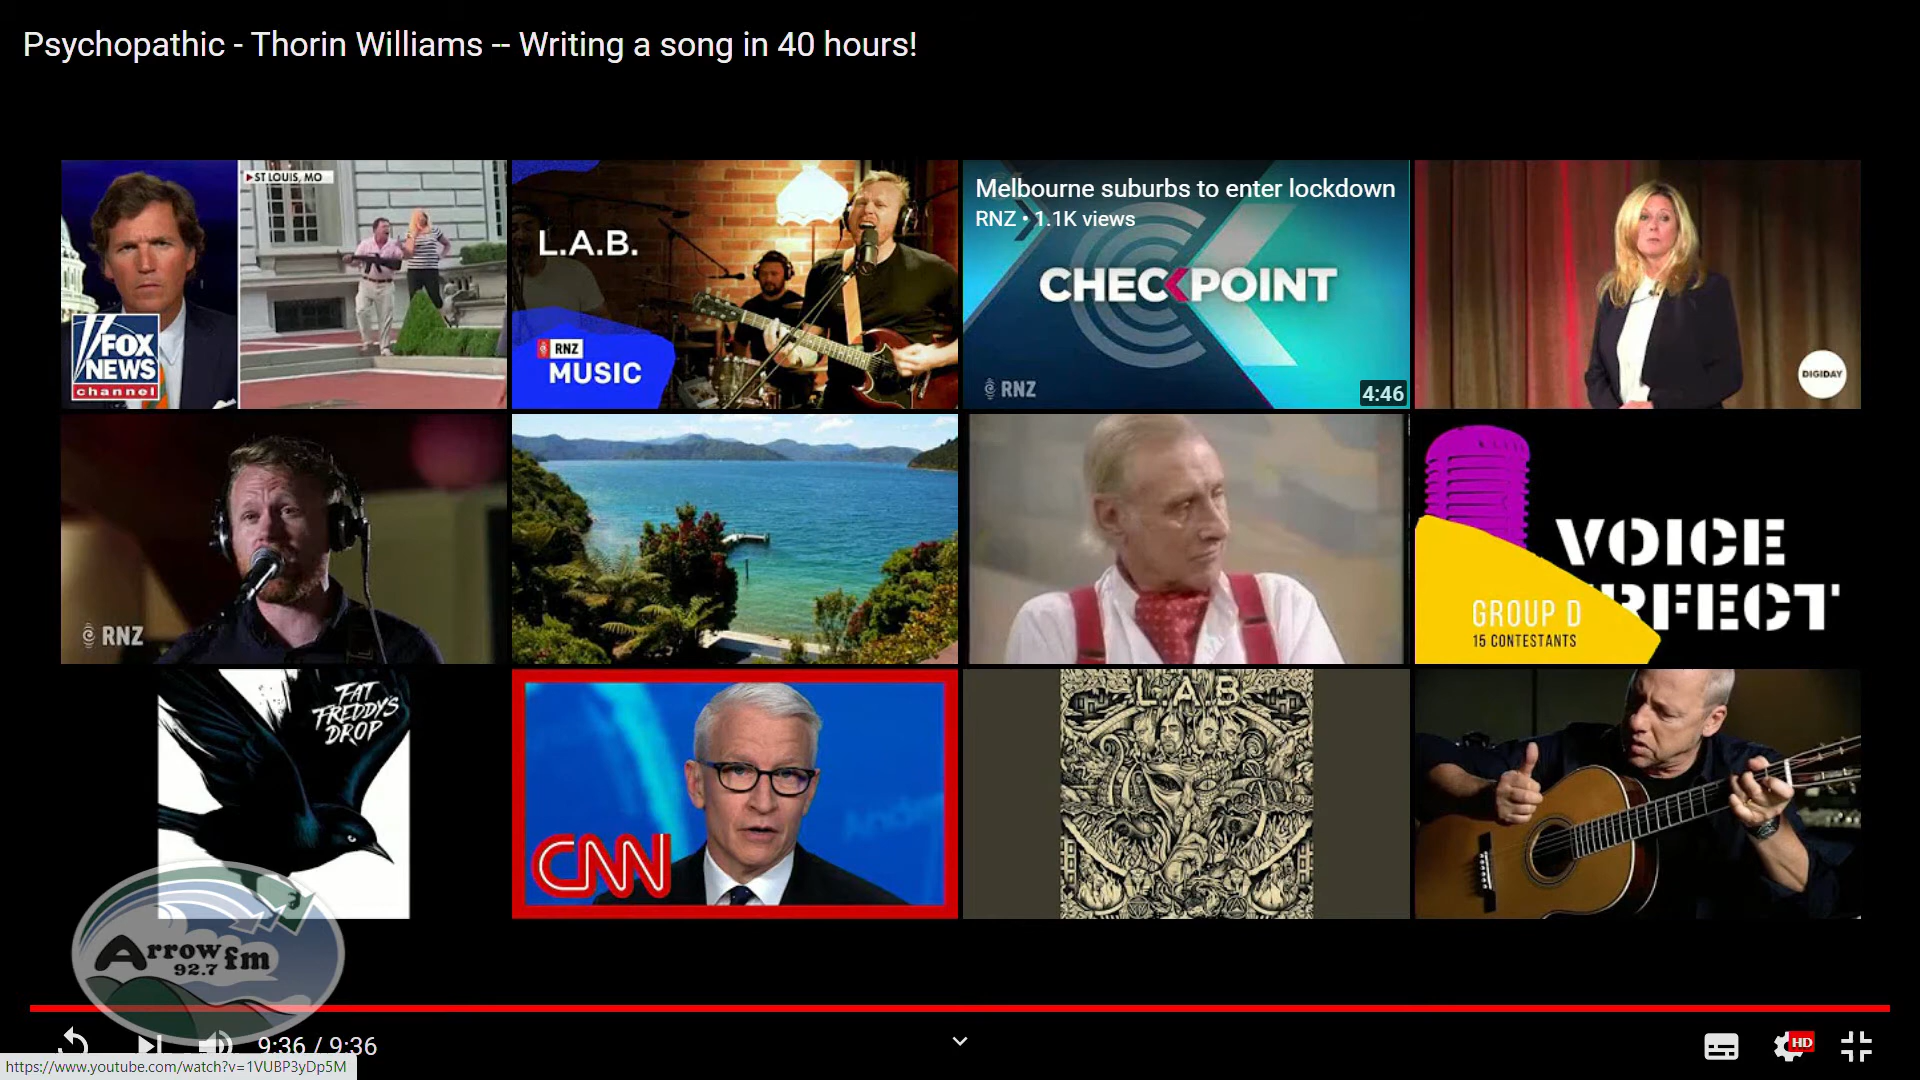 Psychopathic - Thorin Williams -- Writing a song in 40 hours!
ST LOUIS, MO
FOX
NEWS
channel
L.A.B.
RNZ
MUSIC
Melbourne suburbs to enter lockdown
RNZ • 1.1K views
CHECKPOINT
RNZ
4:46
DIGIDAY
RNZ
VOICE
RFECT
GROUP D
15 CONTESTANTS
FAT
FREDDY'S
DROP
CNN
L.A.B
Arrow fm
92.7
9:36 / 9:36
HD
https://www.youtube.com/watch?v=1VUBP3yDp5M